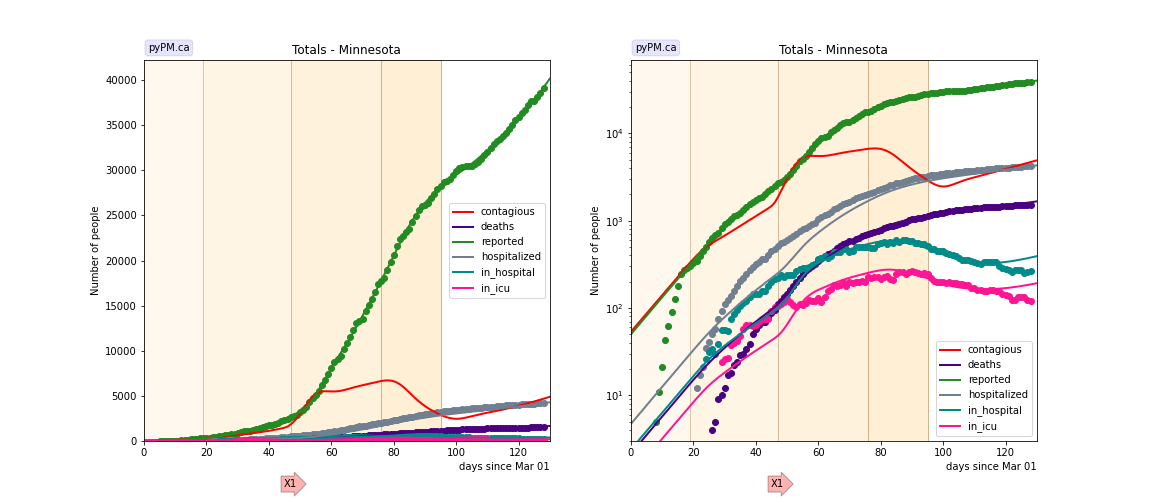 pyPM.ca
Totals - Minnesota
Number of people
40000
35000
30000
25000
20000
15000
10000
5000
0
contagious
deaths
reported
hospitalized
in_hospital
in_icu
0 20 40 60 80 100 120
days since Mar 01
X1
pyPM.ca
Totals - Minnesota
Number of people
10^4
10^3
10^2
10^1
contagious
deaths
reported
hospitalized
in_hospital
in_icu
0 20 40 60 80 100 120
days since Mar 01
X1